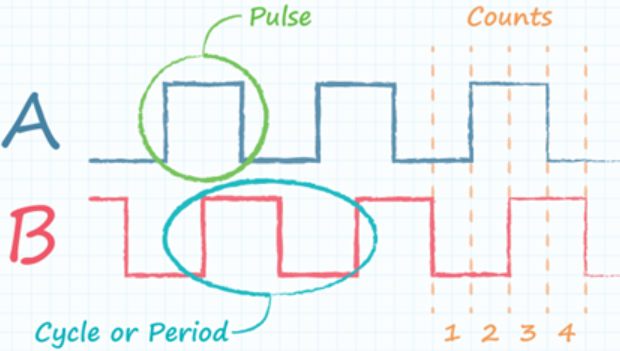 Pulse
Counts
A
B
Cycle or Period
1 2 3 4